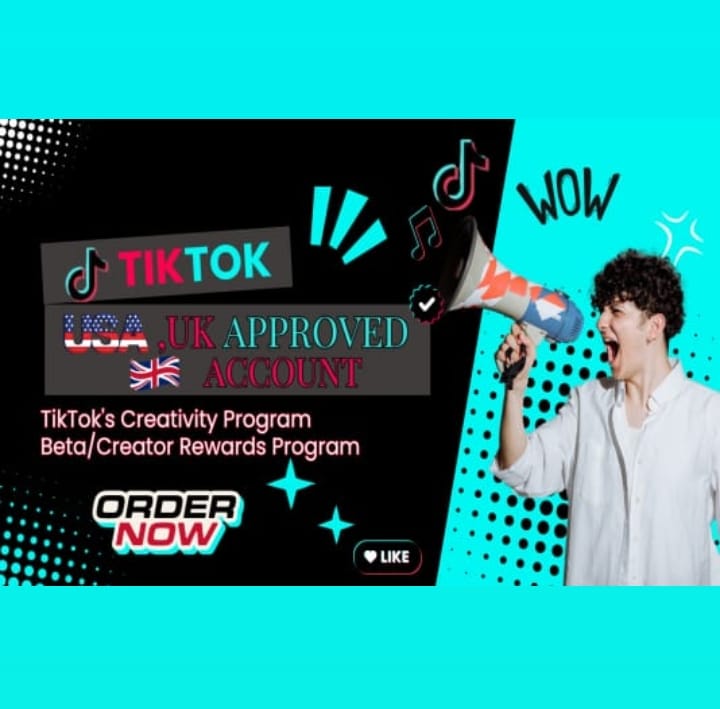 WOW
TIKTOK
USA ,UK APPROVED
ACCOUNT
TikTok's Creativity Program
Beta/Creator Rewards Program
ORDER
NOW
LIKE